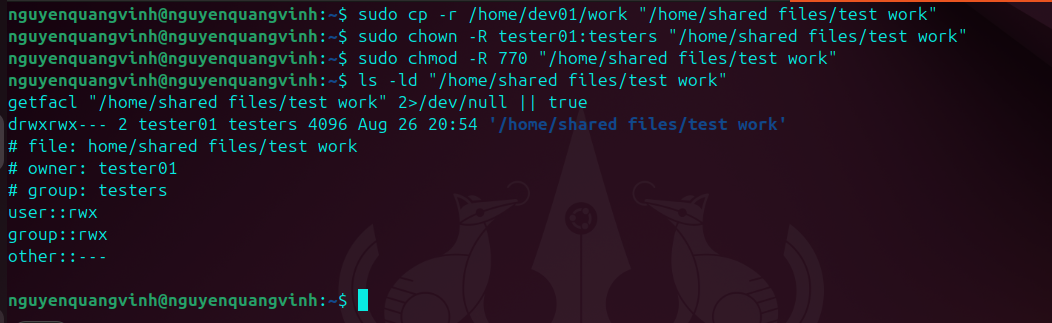 nguyenquangvinh@nguyenquangvinh:~$ sudo cp -r /home/dev01/work "/home/shared files/test work"
nguyenquangvinh@nguyenquangvinh:~$ sudo chown -R tester01:testers "/home/shared files/test work"
nguyenquangvinh@nguyenquangvinh:~$ sudo chmod -R 770 "/home/shared files/test work"
nguyenquangvinh@nguyenquangvinh:~$ ls -ld "/home/shared files/test work"
getfacl "/home/shared files/test work" 2>/dev/null || true
drwxrwx--- 2 tester01 testers 4096 Aug 26 20:54 '/home/shared files/test work'
# file: home/shared files/test work
# owner: tester01
# group: testers
user::rwx
group::rwx
other::---
nguyenquangvinh@nguyenquangvinh:~$